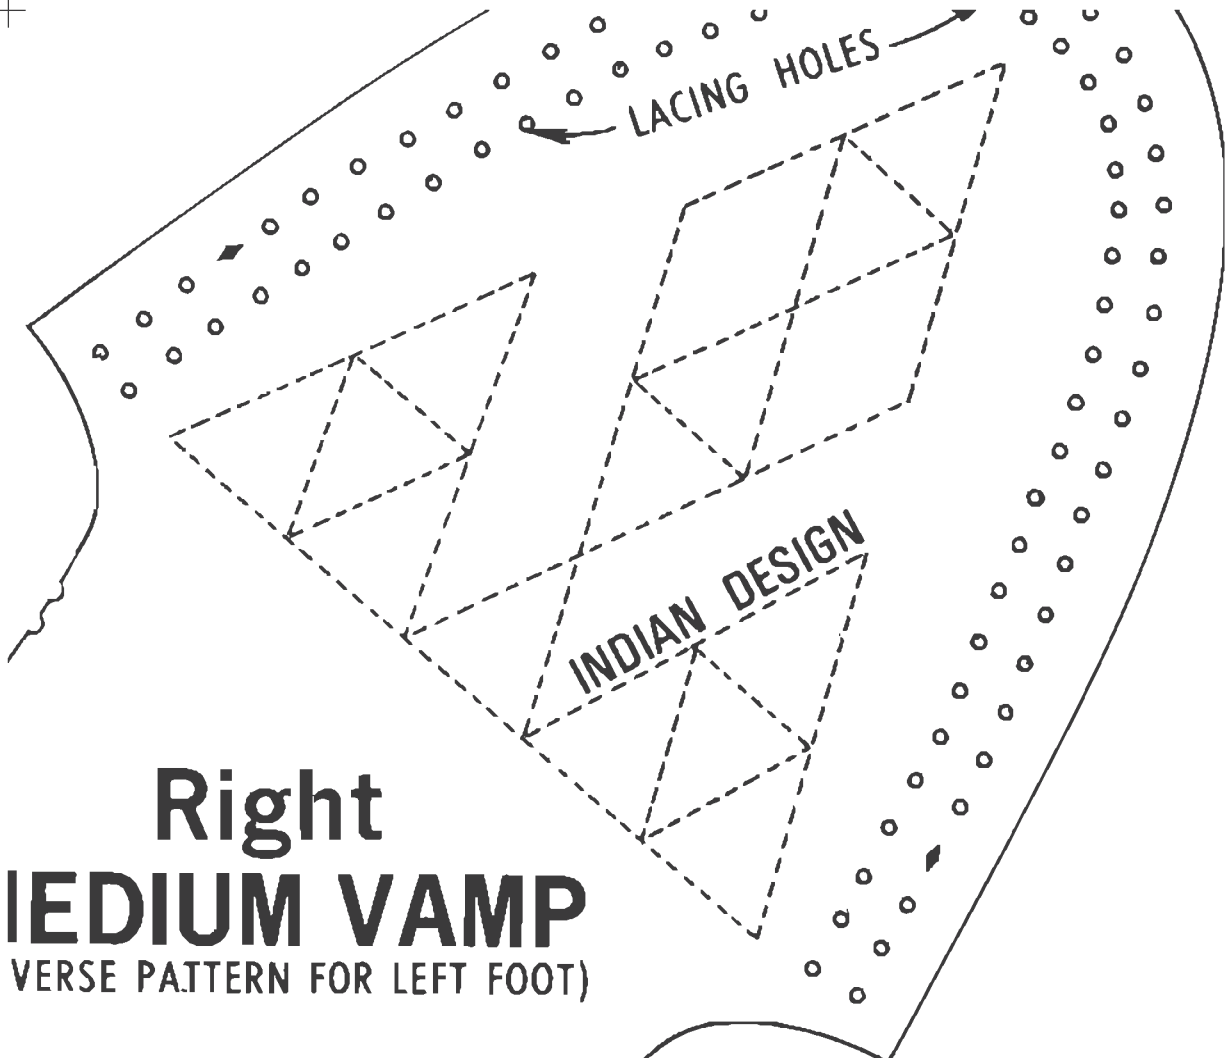 LACING HOLES
INDIAN DESIGN
Right
IEDIUM VAMP
VERSE PATTERN FOR LEFT FOOT)